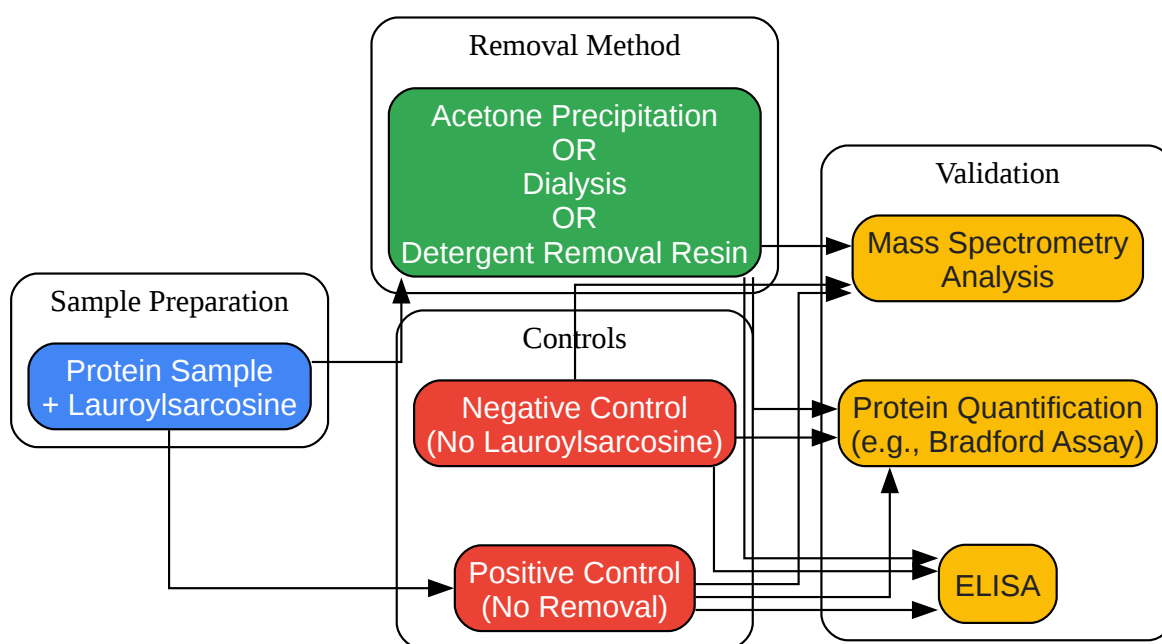 Removal Method
Acetone Precipitation
OR
Dialysis
OR
Detergent Removal Resin
Validation
Mass Spectrometry
Analysis
Sample Preparation
Protein Sample
+ Lauroylsarcosine
Controls
Negative Control
(No Lauroylsarcosine)
Protein Quantification
(e.g., Bradford Assay)
Positive Control
(No Removal)
ELISA